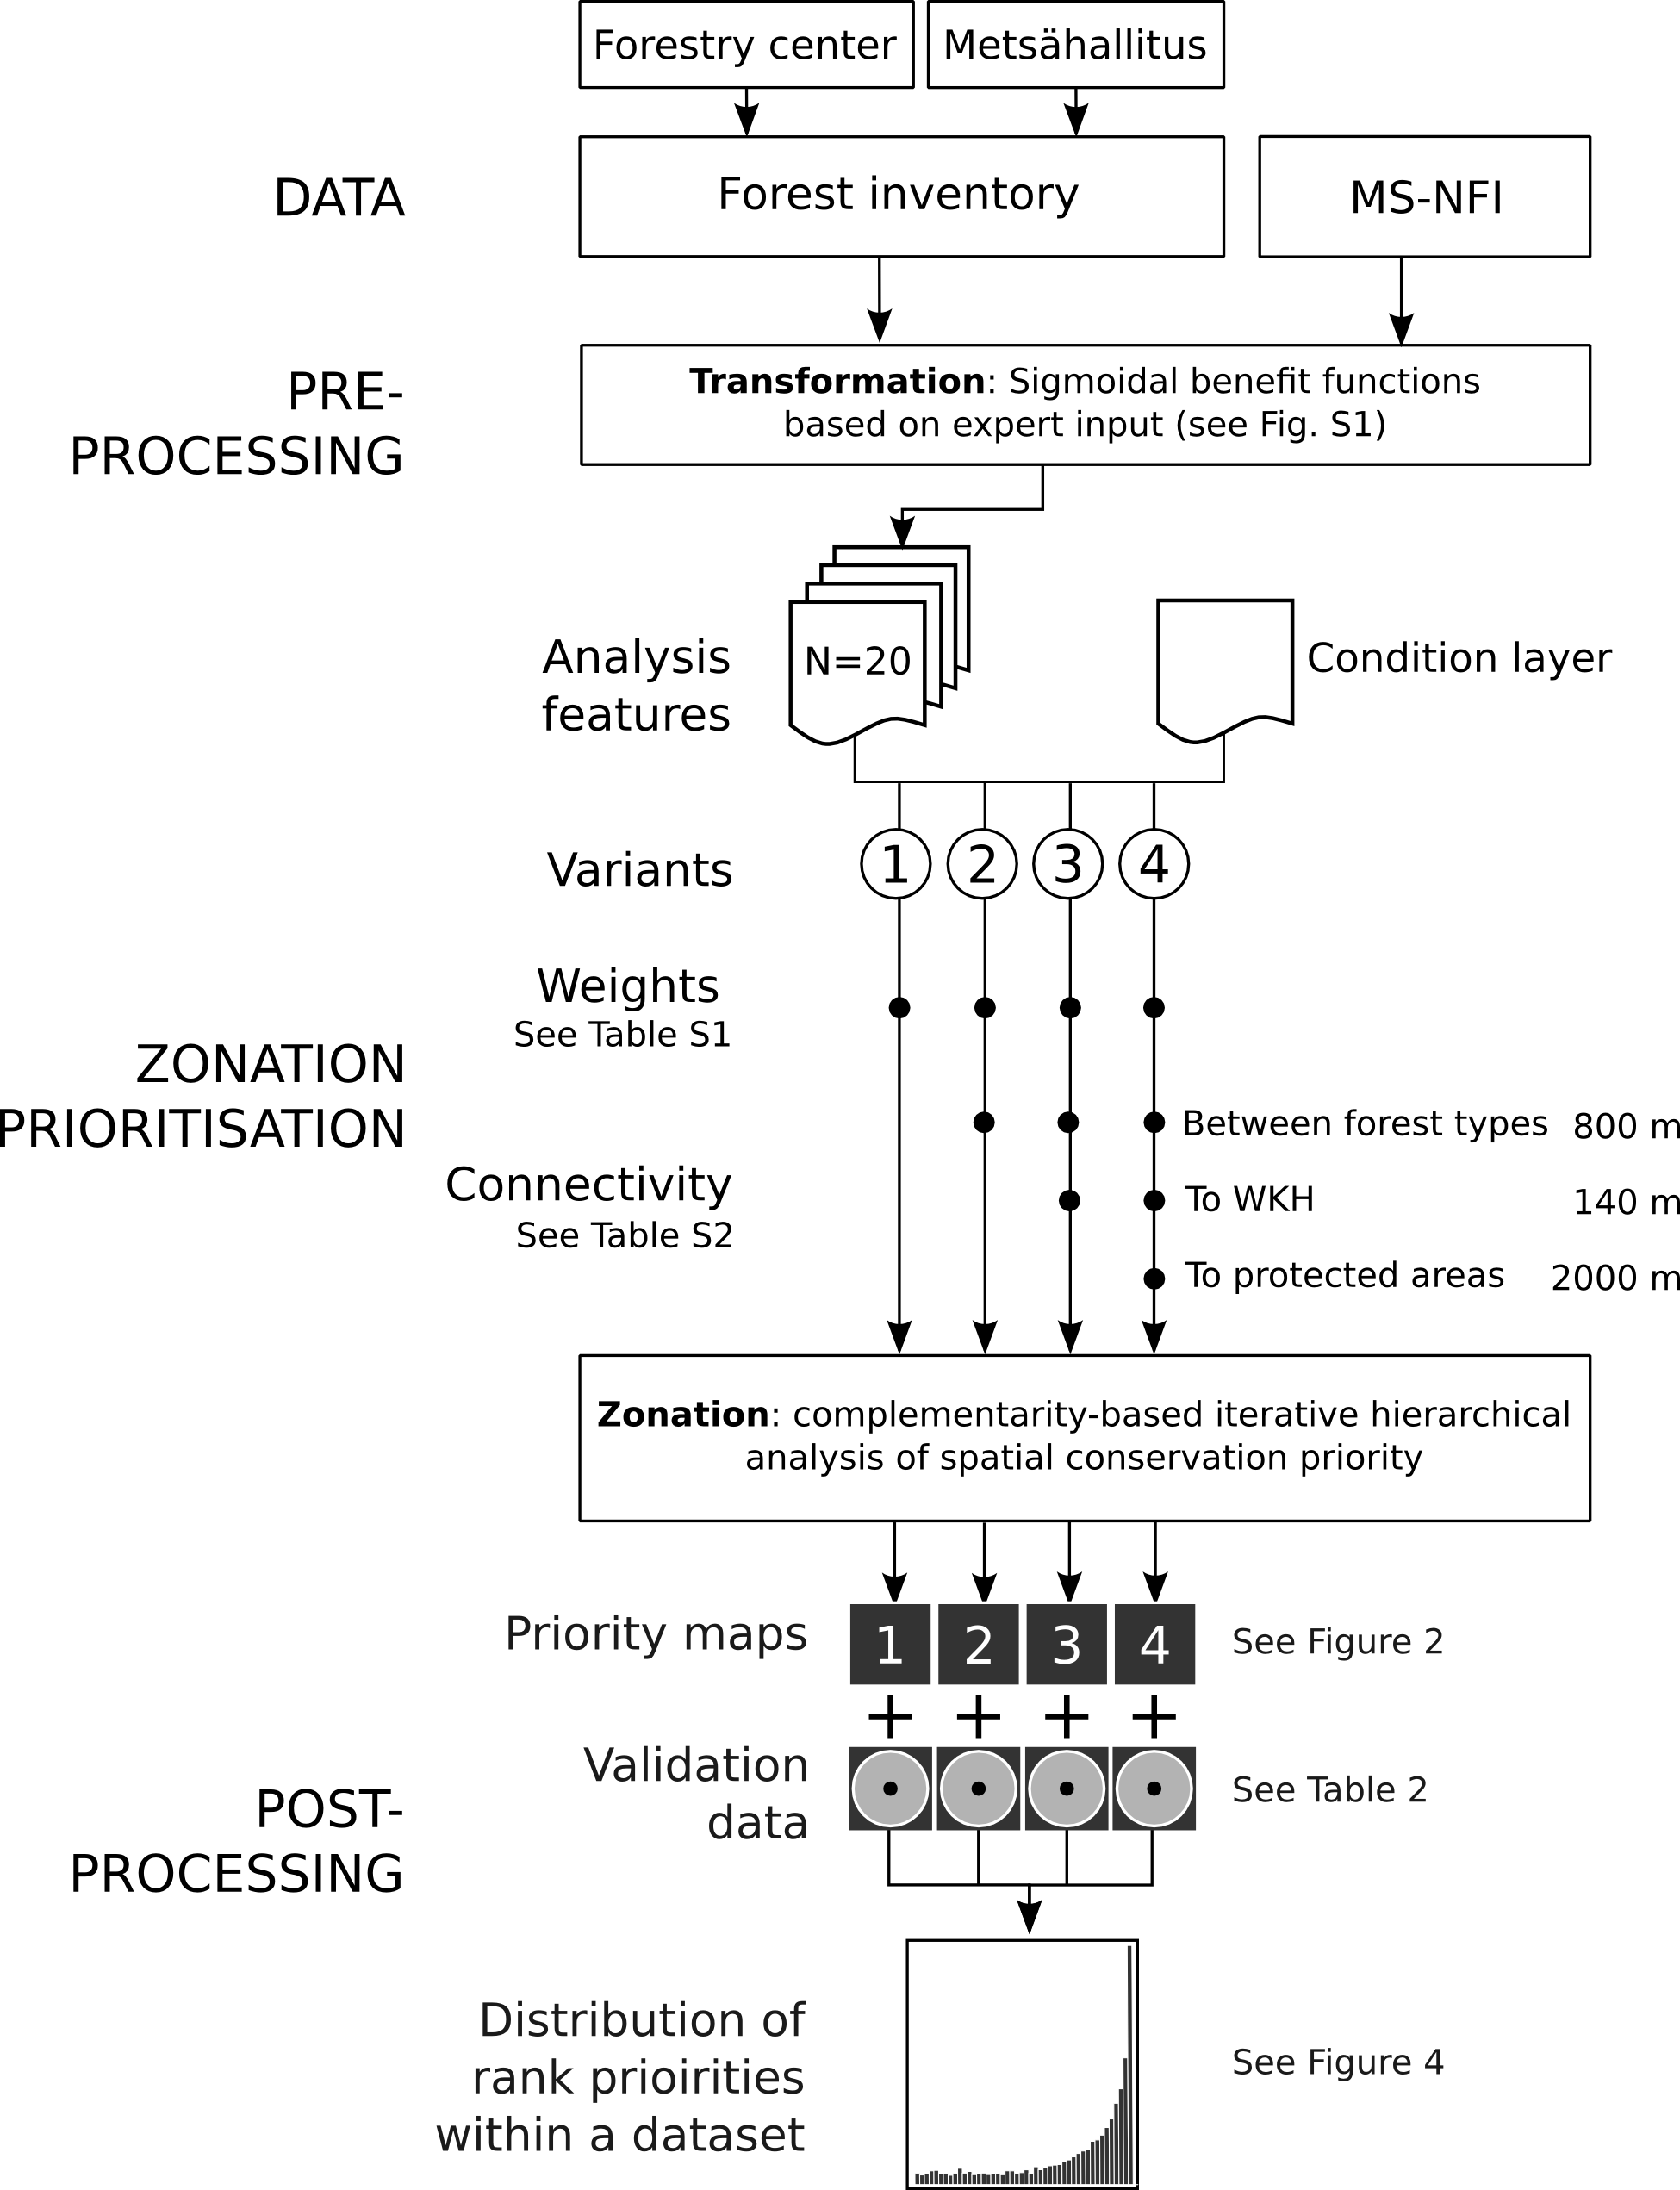 Forestry center
Metsähallitus
DATA
Forest inventory
MS-NFI
PRE-
PROCESSING
Transformation: Sigmoidal benefit functions
based on expert input (see Fig. S1)
Analysis
features
N=20
Condition layer
Variants
1 2 3 4
Weights
See Table S1
ZONATION
PRIORITISATION
Connectivity
See Table S2
Between forest types 800 m
To WKH 140 m
To protected areas 2000 m
Zonation: complementarity-based iterative hierarchical
analysis of spatial conservation priority
Priority maps
1 2 3 4
See Figure 2
+ + + +
POST-
PROCESSING
Validation
data
See Table 2
Distribution of
rank prioirities
within a dataset
See Figure 4